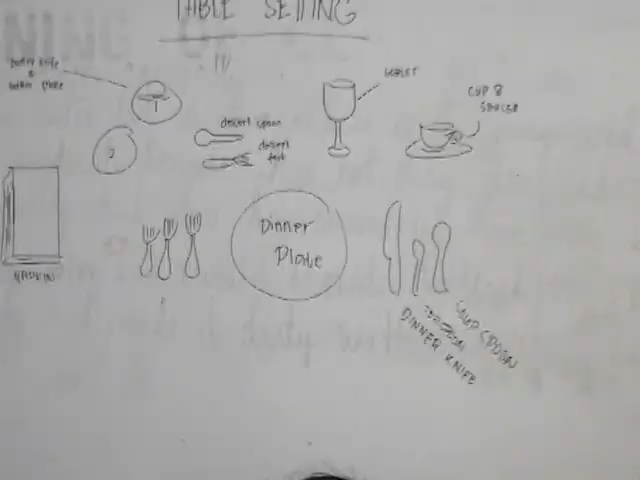 TABLE SETTING
butter knife
&
butter plate
GOBLET
CUP &
SAUCER
dessert spoon
dessert
fork
NAPKIN
Dinner
Plate
SOUP SPOON
TEASPOON
DINNER KNIFE